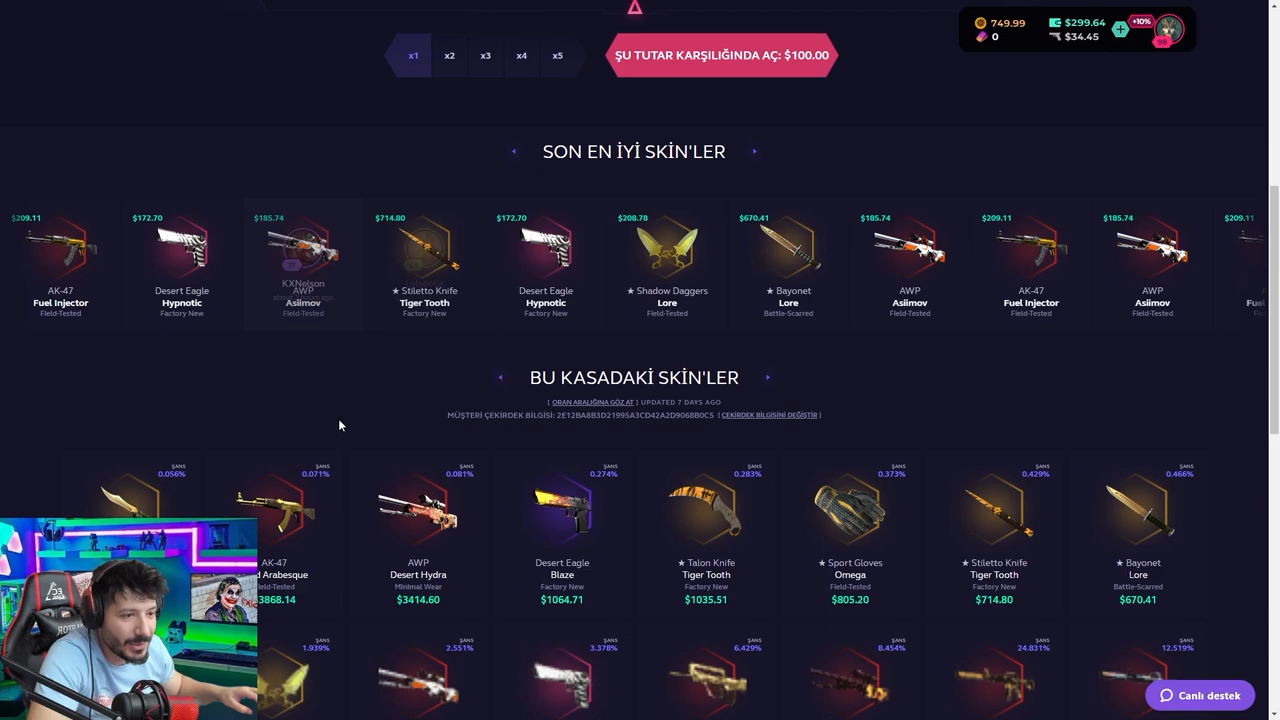 749.99
$299.64
+10%
0
$34.45
98
x1
x2
x3
x4
x5
ŞU TUTAR KARŞILIĞINDA AÇ: $100.00
SON EN İYİ SKİN'LER
$209.11
AK-47
Fuel Injector
Field-Tested
$172.70
Desert Eagle
Hypnotic
Factory New
$185.74
KXNelson
AWP
Asiimov
Field-Tested
$714.80
★ Stiletto Knife
Tiger Tooth
Factory New
$172.70
Desert Eagle
Hypnotic
Factory New
$208.78
★ Shadow Daggers
Lore
Field-Tested
$670.41
★ Bayonet
Lore
Battle-Scarred
$185.74
AWP
Asiimov
Field-Tested
$209.11
AK-47
Fuel Injector
Field-Tested
$185.74
AWP
Asiimov
Field-Tested
$209.11
BU KASADAKİ SKİN'LER
[ ORAN ARALIĞINA GÖZ AT ] UPDATED 7 DAYS AGO
MÜŞTERİ ÇEKİRDEK BİLGİSİ: 2E12BA8B3D21995A3CD42A2D9068B0C5 [ ÇEKİRDEK BİLGİSİNİ DEĞİŞTİR ]
ŞANS
0.056%
ŞANS
0.071%
AK-47
d Arabesque
Field-Tested
3868.14
ŞANS
0.081%
AWP
Desert Hydra
Minimal Wear
$3414.60
ŞANS
0.274%
Desert Eagle
Blaze
Factory New
$1064.71
ŞANS
0.283%
★ Talon Knife
Tiger Tooth
Factory New
$1035.51
ŞANS
0.373%
★ Sport Gloves
Omega
Field-Tested
$805.20
ŞANS
0.429%
★ Stiletto Knife
Tiger Tooth
Factory New
$714.80
ŞANS
0.466%
★ Bayonet
Lore
Battle-Scarred
$670.41
ŞANS
1.939%
ŞANS
2.551%
ŞANS
3.378%
ŞANS
6.429%
ŞANS
8.454%
ŞANS
24.831%
ŞANS
12.519%
Canlı destek